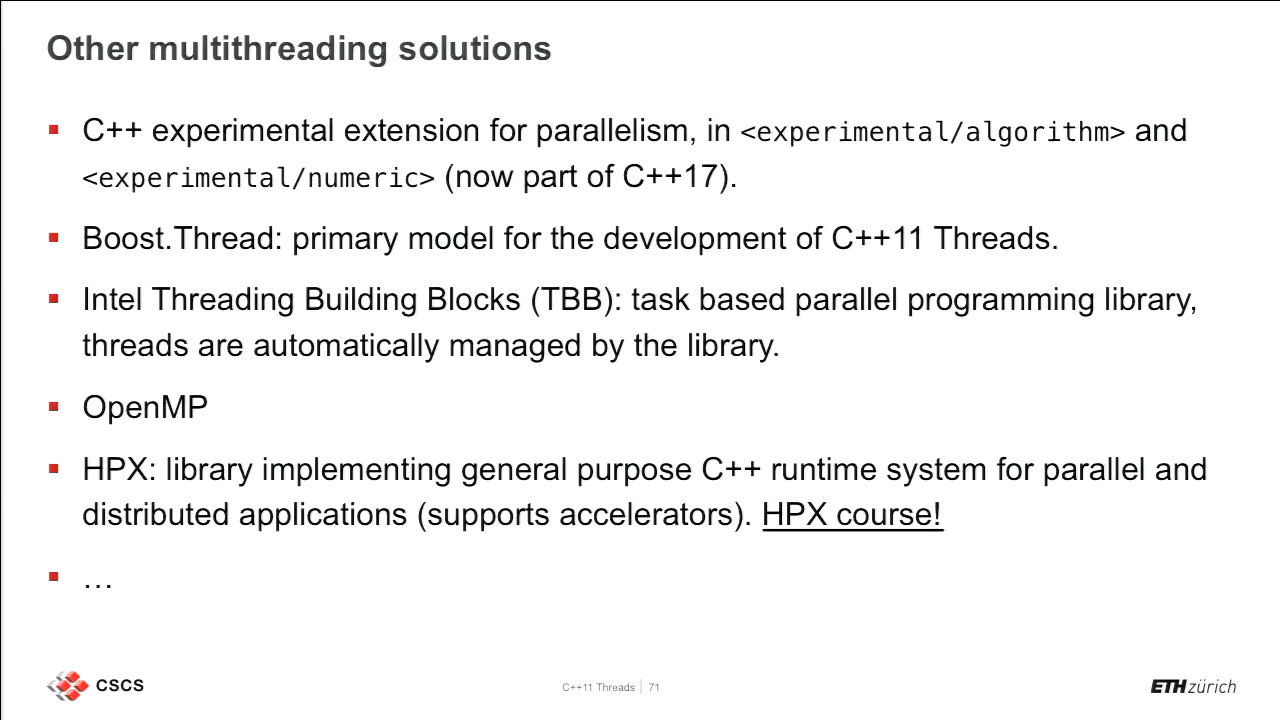 Other multithreading solutions
C++ experimental extension for parallelism, in <experimental/algorithm> and
<experimental/numeric> (now part of C++17).
Boost.Thread: primary model for the development of C++11 Threads.
Intel Threading Building Blocks (TBB): task based parallel programming library,
threads are automatically managed by the library.
OpenMP
HPX: library implementing general purpose C++ runtime system for parallel and
distributed applications (supports accelerators). HPX course!
…
CSCS
C++11 Threads | 71
ETH zürich